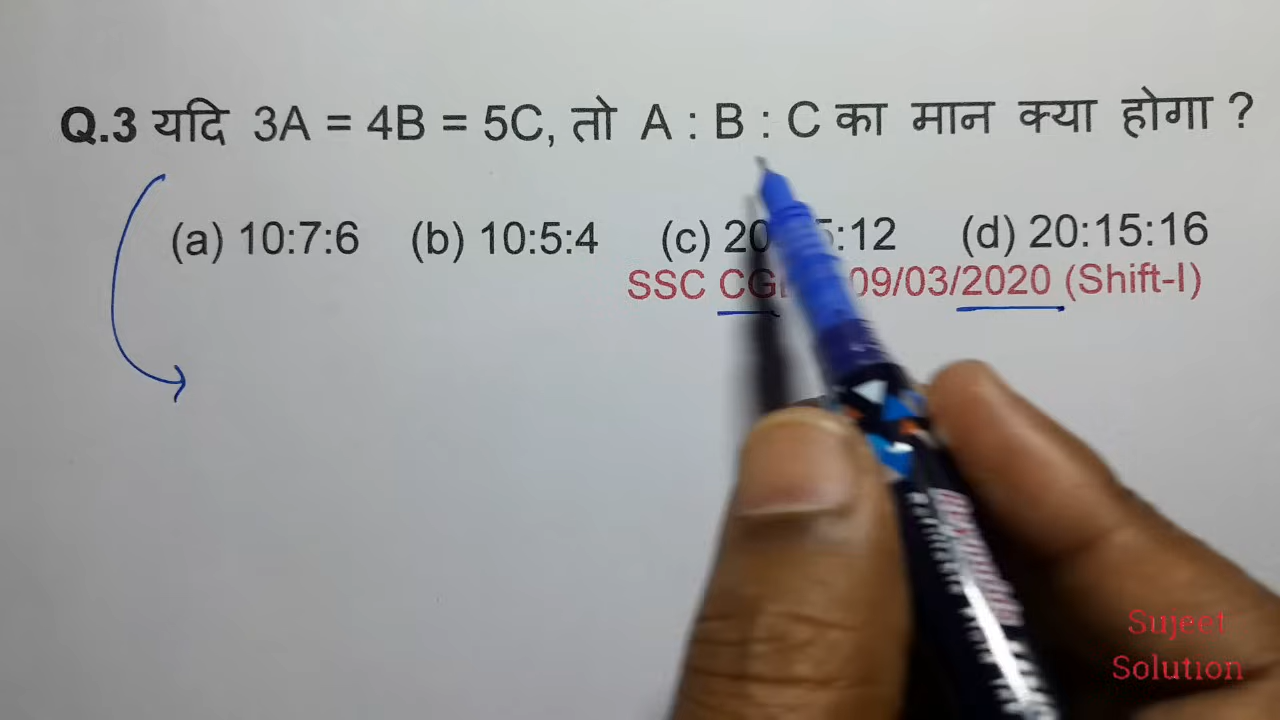 Q.3 यदि 3A = 4B = 5C, तो A : B : C का मान क्या होगा ?
(a) 10:7:6 (b) 10:5:4 (c) :12 (d) 20:15:16
SSC 09/03/2020 (Shift-I)
Sujeet
Solution